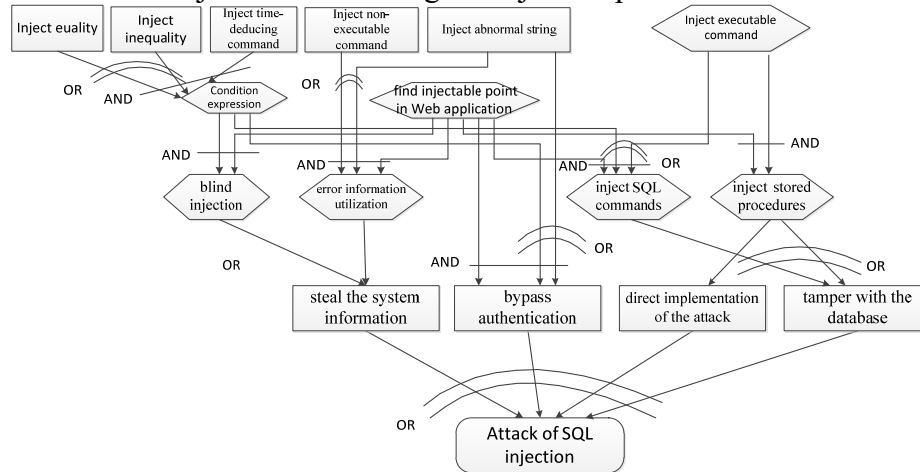 Inject euality
Inject
inequality
Inject time-
deducing
command
Inject non-
executable
command
Inject abnormal string
Inject executable
command
OR
AND
Condition
expression
OR
find injectable point
in Web application
AND
AND
AND
OR
AND
blind
injection
error information
utilization
inject SQL
commands
inject stored
procedures
OR
AND
OR
OR
steal the system
information
bypass
authentication
direct implementation
of the attack
tamper with the
database
OR
Attack of SQL
injection